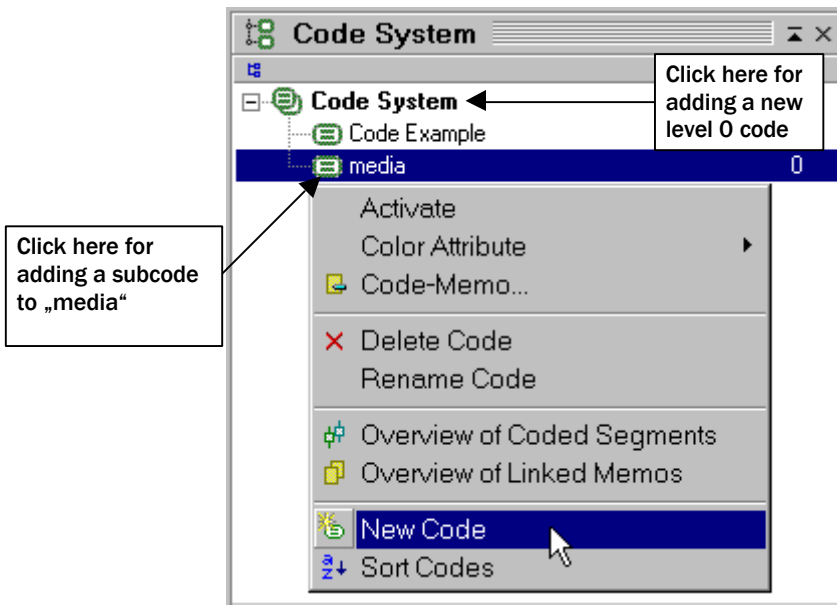 Code System
Click here for
adding a new
level 0 code
Code System
Code Example
media 0
Click here for
adding a subcode
to „media“
Activate
Color Attribute
Code-Memo...
Delete Code
Rename Code
Overview of Coded Segments
Overview of Linked Memos
New Code
Sort Codes